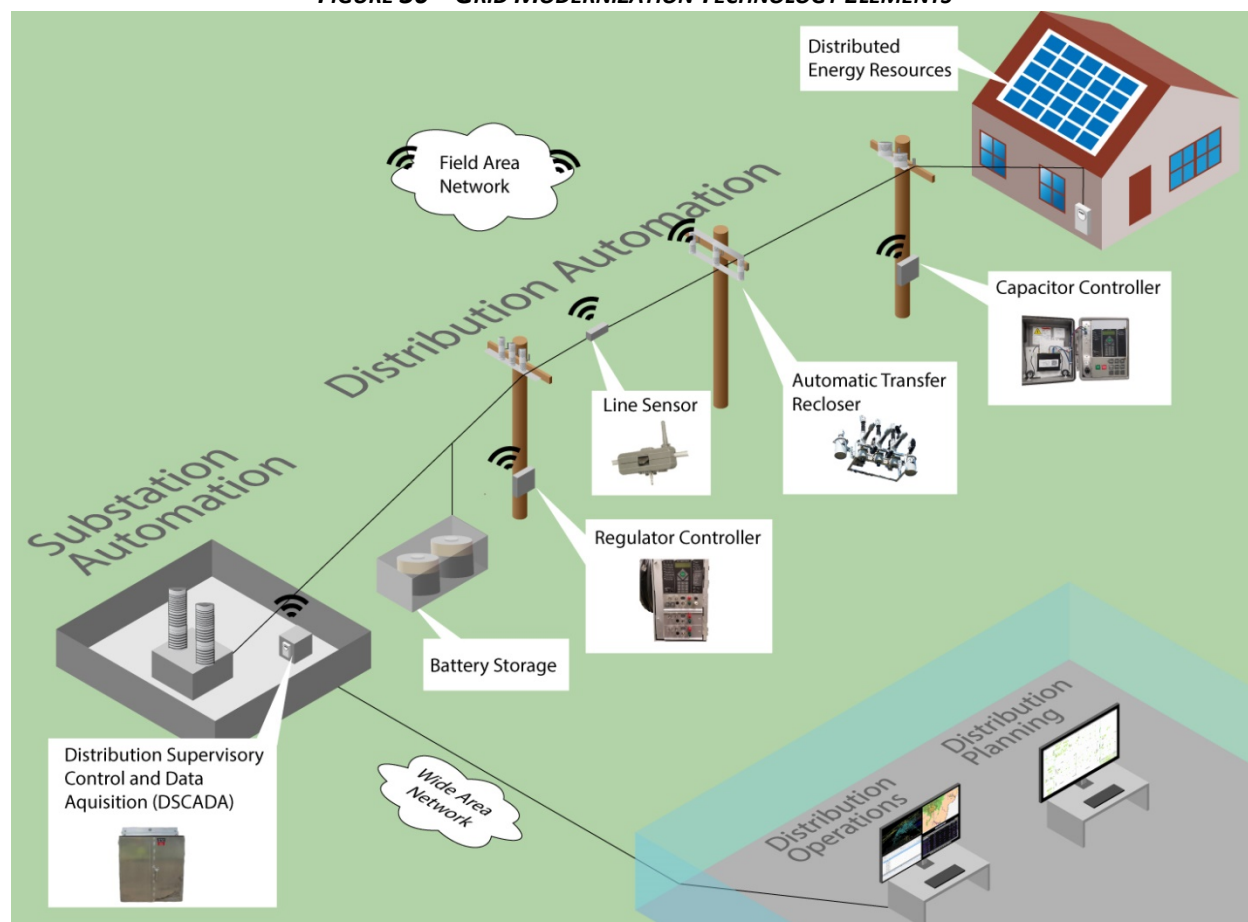 Distributed
Energy Resources
Field Area
Network
Distribution Automation
Capacitor Controller
Automatic Transfer
Recloser
Line Sensor
Substation
Automation
Regulator Controller
Battery Storage
Distribution Supervisory
Control and Data
Aquisition (DSCADA)
Wide Area
Network
Distribution
Planning
Distribution
Operations